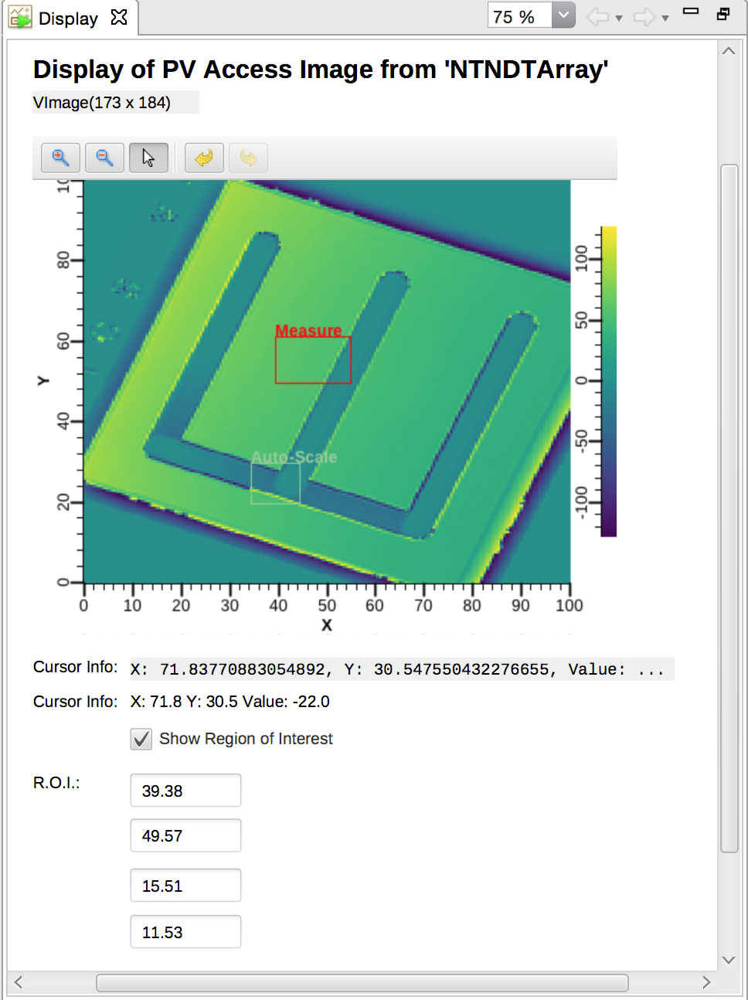 Display
75 %
Display of PV Access Image from 'NTNDTArray'
VImage(173 x 184)
80
60
40
20
0
Y
Measure
Auto-Scale
100
50
0
-50
-100
0 10 20 30 40 50 60 70 80 90 100
X
Cursor Info: X: 71.83770883054892, Y: 30.547550432276655, Value: ...
Cursor Info: X: 71.8 Y: 30.5 Value: -22.0
Show Region of Interest
R.O.I.: 39.38
49.57
15.51
11.53